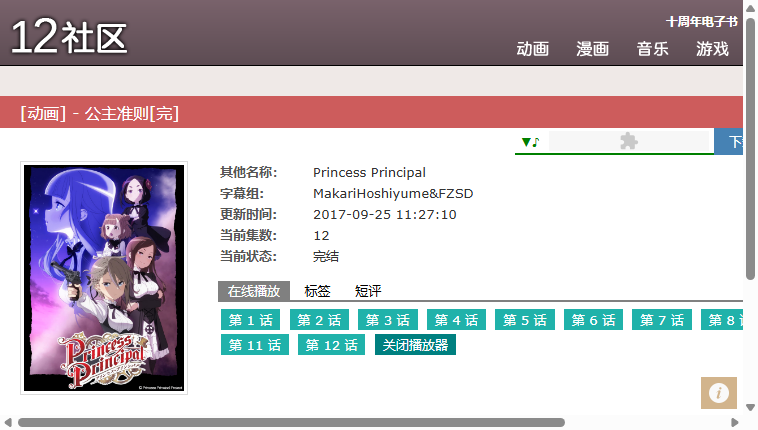 12社区
十周年电子书
动画 漫画 音乐 游戏
[动画] - 公主准则[完]
▼♪
其他名称: Princess Principal
字幕组: MakariHoshiyume&FZSD
更新时间: 2017-09-25 11:27:10
当前集数: 12
当前状态: 完结
Princess Principal
在线播放 标签 短评
第 1 话 第 2 话 第 3 话 第 4 话 第 5 话 第 6 话 第 7 话 第 8
第 11 话 第 12 话 关闭播放器
i